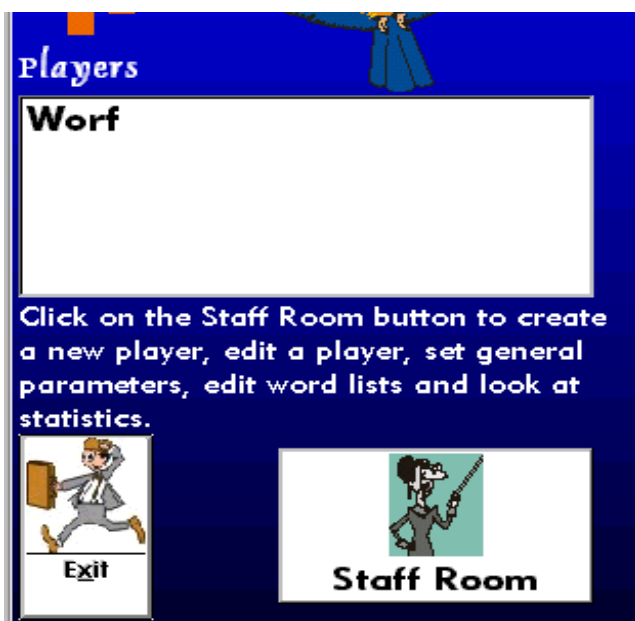 Players
Worf
Click on the Staff Room button to create
a new player, edit a player, set general
parameters, edit word lists and look at
statistics.
Exit
Staff Room